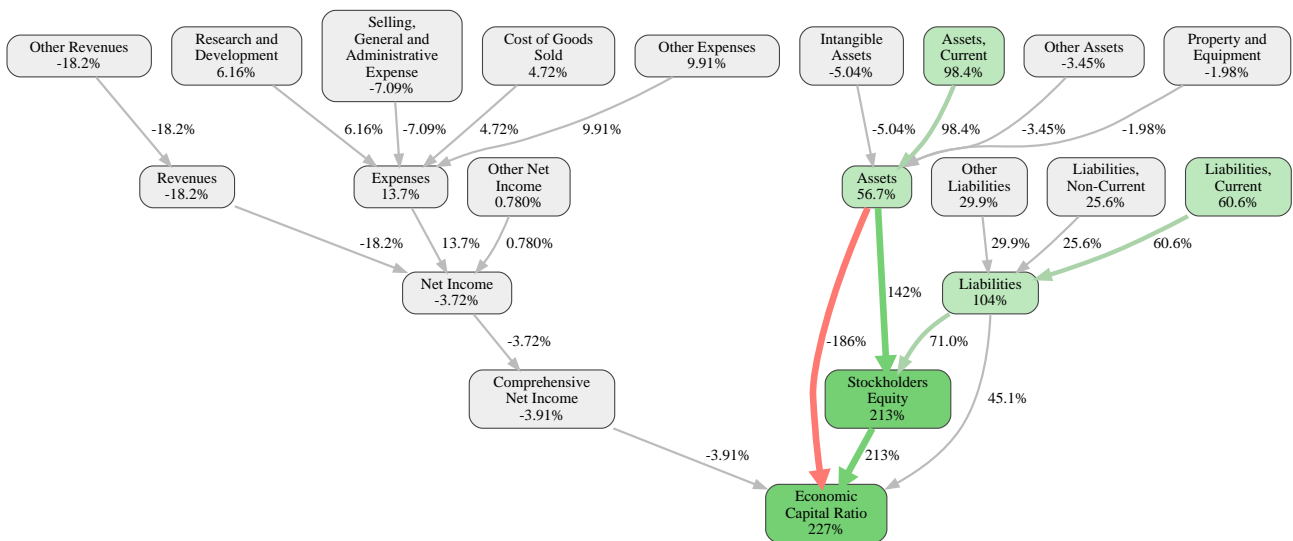 Other Revenues
-18.2%
Research and
Development
6.16%
Selling,
General and
Administrative
Expense
-7.09%
Cost of Goods
Sold
4.72%
Other Expenses
9.91%
Intangible
Assets
-5.04%
Assets,
Current
98.4%
Other Assets
-3.45%
Property and
Equipment
-1.98%
-18.2%
6.16%
-7.09%
4.72%
9.91%
-5.04%
98.4%
-3.45%
-1.98%
Revenues
-18.2%
Expenses
13.7%
Other Net
Income
0.780%
Assets
56.7%
Other
Liabilities
29.9%
Liabilities,
Non-Current
25.6%
Liabilities,
Current
60.6%
-18.2%
13.7%
0.780%
29.9%
25.6%
60.6%
Net Income
-3.72%
142%
Liabilities
104%
-3.72%
-186%
71.0%
Comprehensive
Net Income
-3.91%
Stockholders
Equity
213%
45.1%
-3.91%
213%
Economic
Capital Ratio
227%